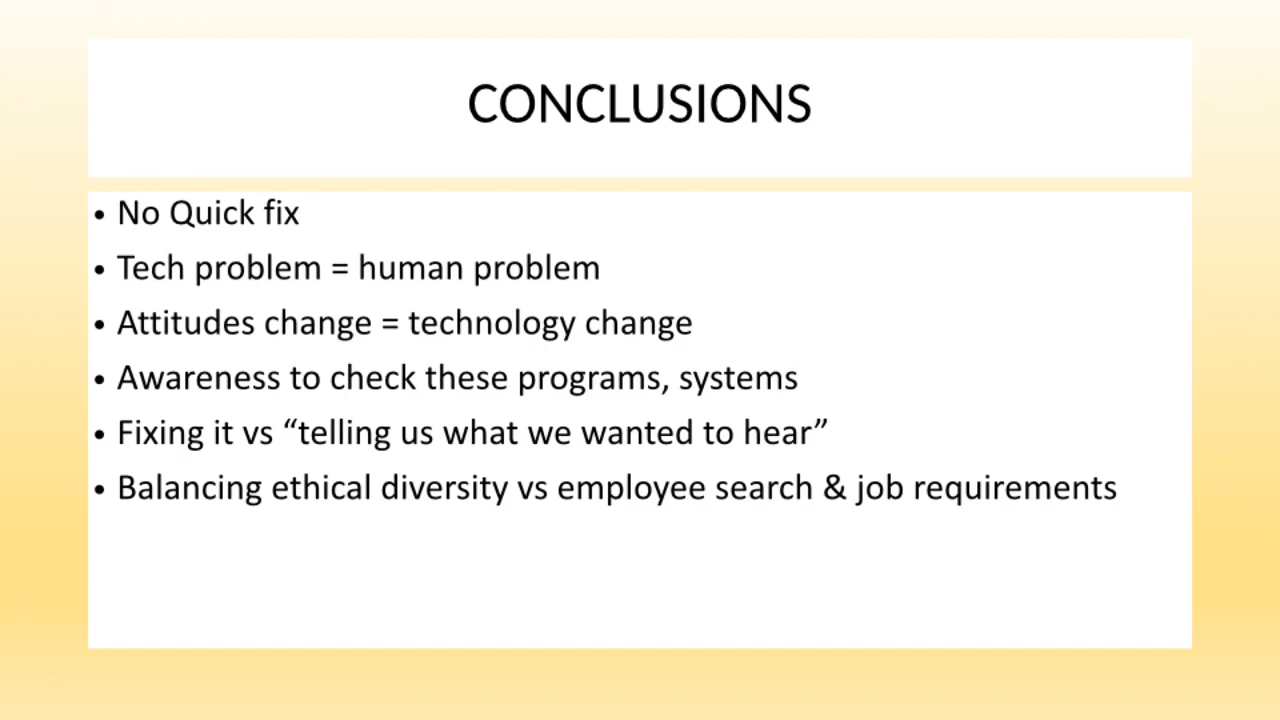 CONCLUSIONS
• No Quick fix
• Tech problem = human problem
• Attitudes change = technology change
• Awareness to check these programs, systems
• Fixing it vs “telling us what we wanted to hear”
• Balancing ethical diversity vs employee search & job requirements